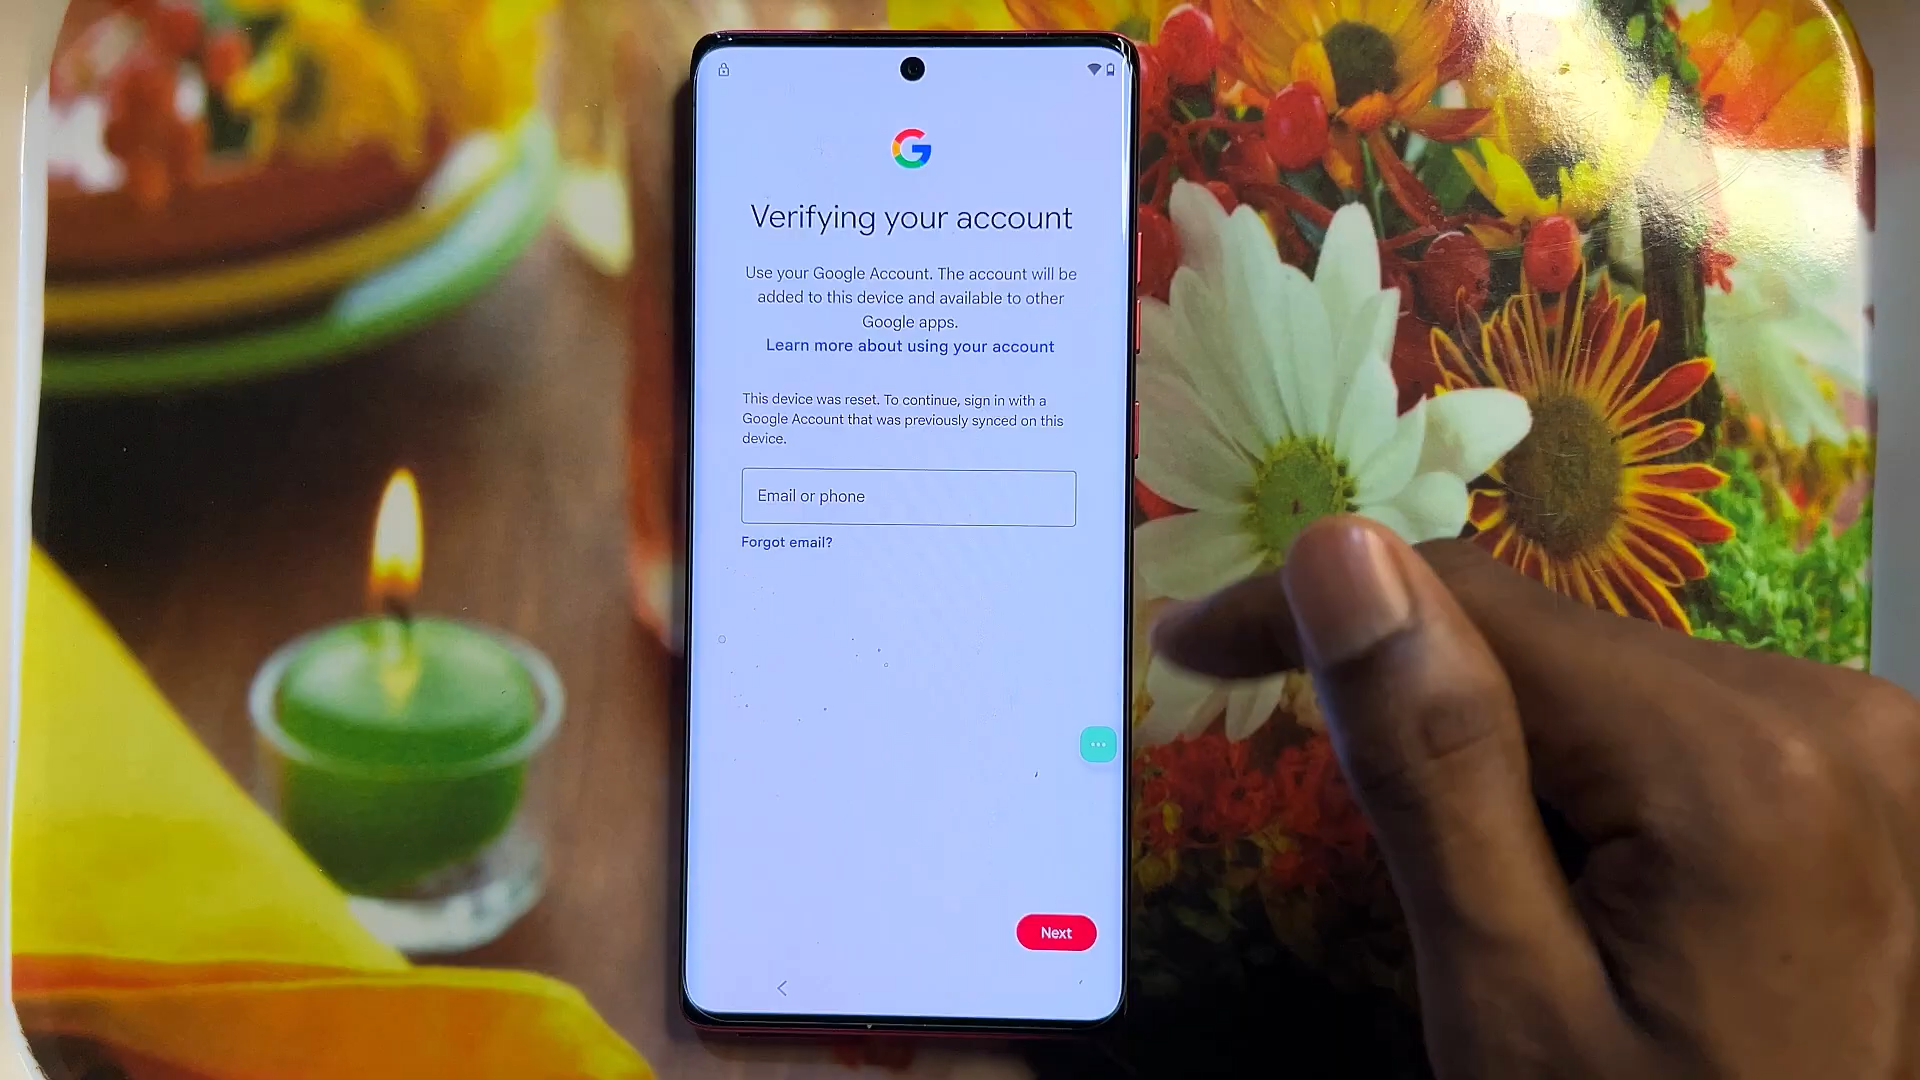 Verifying your account
Use your Google Account. The account will be
added to this device and available to other
Google apps.
Learn more about using your account
This device was reset. To continue, sign in with a
Google Account that was previously synced on this
device.
Email or phone
Forgot email?
Next